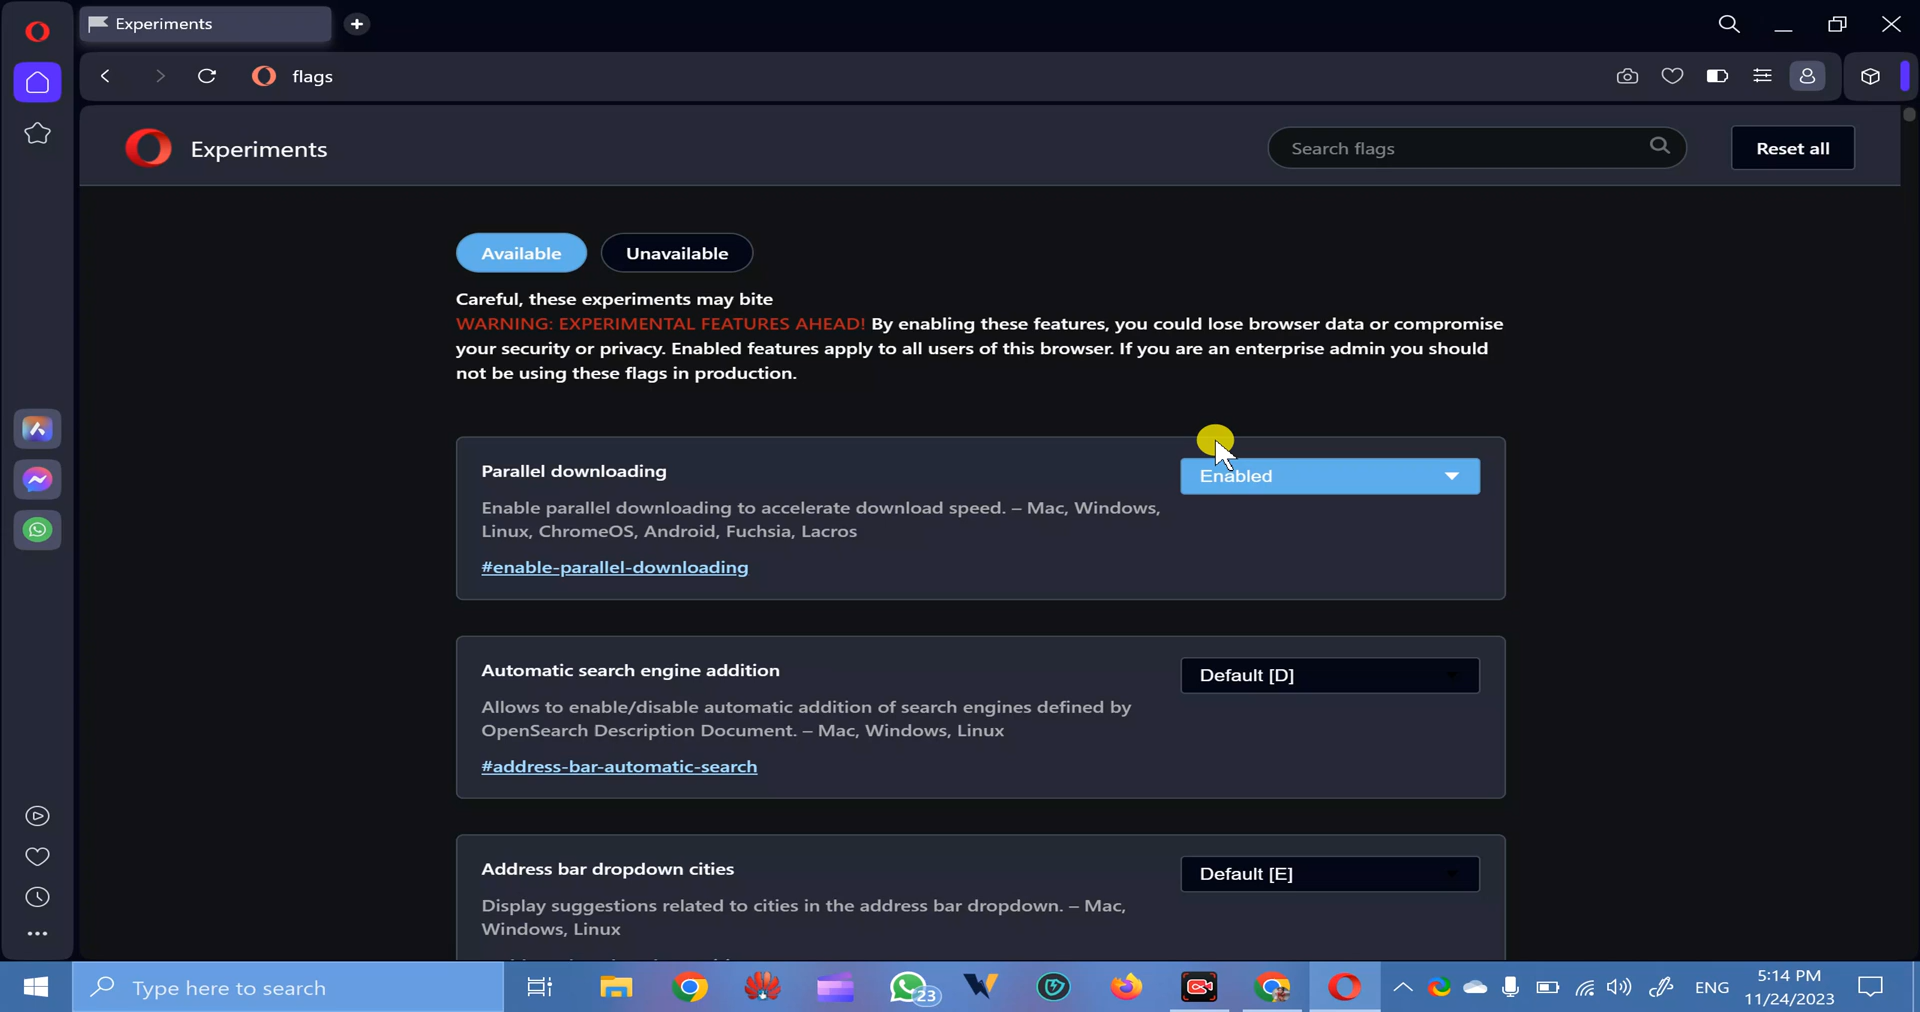 Experiments
flags
Experiments
Search flags
Reset all
Available
Unavailable
Careful, these experiments may bite
WARNING: EXPERIMENTAL FEATURES AHEAD! By enabling these features, you could lose browser data or compromise
your security or privacy. Enabled features apply to all users of this browser. If you are an enterprise admin you should
not be using these flags in production.
Parallel downloading
Enabled
Enable parallel downloading to accelerate download speed. – Mac, Windows,
Linux, ChromeOS, Android, Fuchsia, Lacros
#enable-parallel-downloading
Automatic search engine addition
Default [D]
Allows to enable/disable automatic addition of search engines defined by
OpenSearch Description Document. – Mac, Windows, Linux
#address-bar-automatic-search
Address bar dropdown cities
Default [E]
Display suggestions related to cities in the address bar dropdown. – Mac,
Windows, Linux
Type here to search
23
ENG
5:14 PM
11/24/2023